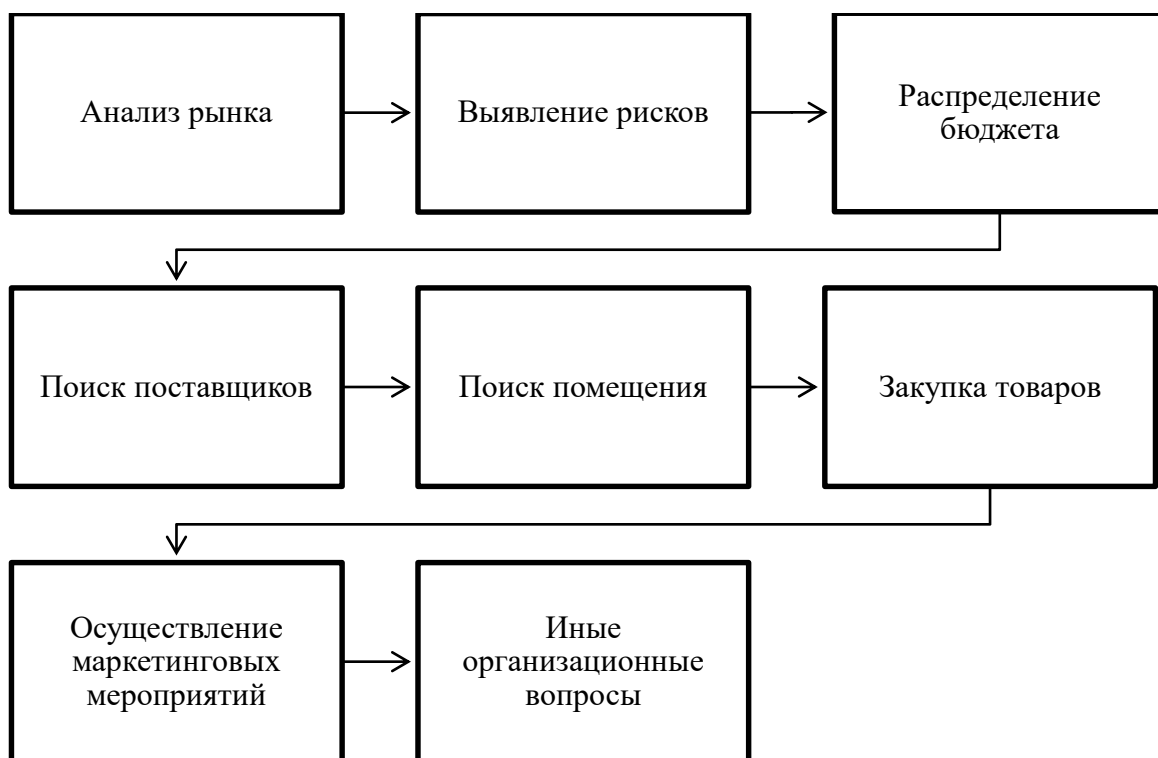 Анализ рынка
Выявление рисков
Распределение
бюджета
Поиск поставщиков
Поиск помещения
Закупка товаров
Осуществление
маркетинговых
мероприятий
Иные
организационные
вопросы